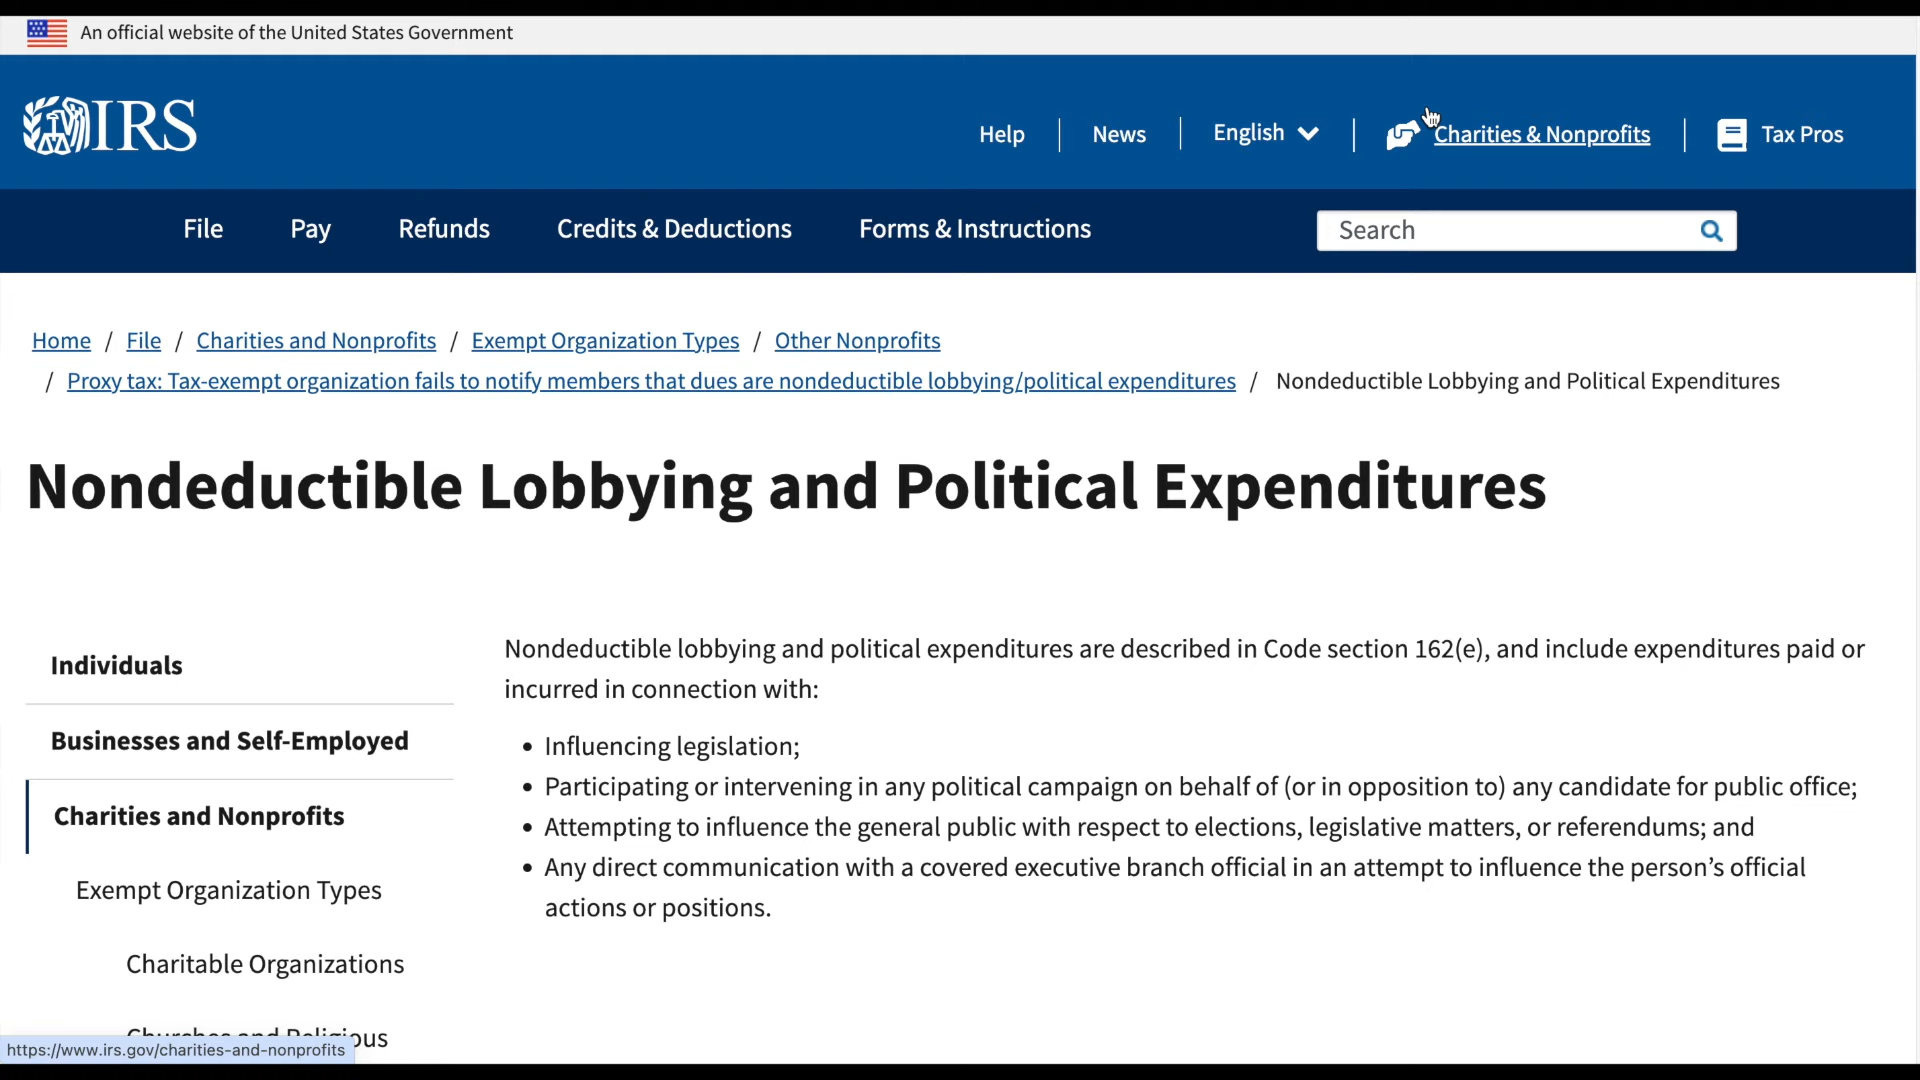 An official website of the United States Government
IRS
Help
News
English
Charities & Nonprofits
Tax Pros
File
Pay
Refunds
Credits & Deductions
Forms & Instructions
Search
Home / File / Charities and Nonprofits / Exempt Organization Types / Other Nonprofits
/ Proxy tax: Tax-exempt organization fails to notify members that dues are nondeductible lobbying/political expenditures / Nondeductible Lobbying and Political Expenditures
Nondeductible Lobbying and Political Expenditures
Individuals
Businesses and Self-Employed
Charities and Nonprofits
Exempt Organization Types
Charitable Organizations
Churches and Religious
Nondeductible lobbying and political expenditures are described in Code section 162(e), and include expenditures paid or
incurred in connection with:
• Influencing legislation;
• Participating or intervening in any political campaign on behalf of (or in opposition to) any candidate for public office;
• Attempting to influence the general public with respect to elections, legislative matters, or referendums; and
• Any direct communication with a covered executive branch official in an attempt to influence the person’s official
actions or positions.
https://www.irs.gov/charities-and-nonprofits